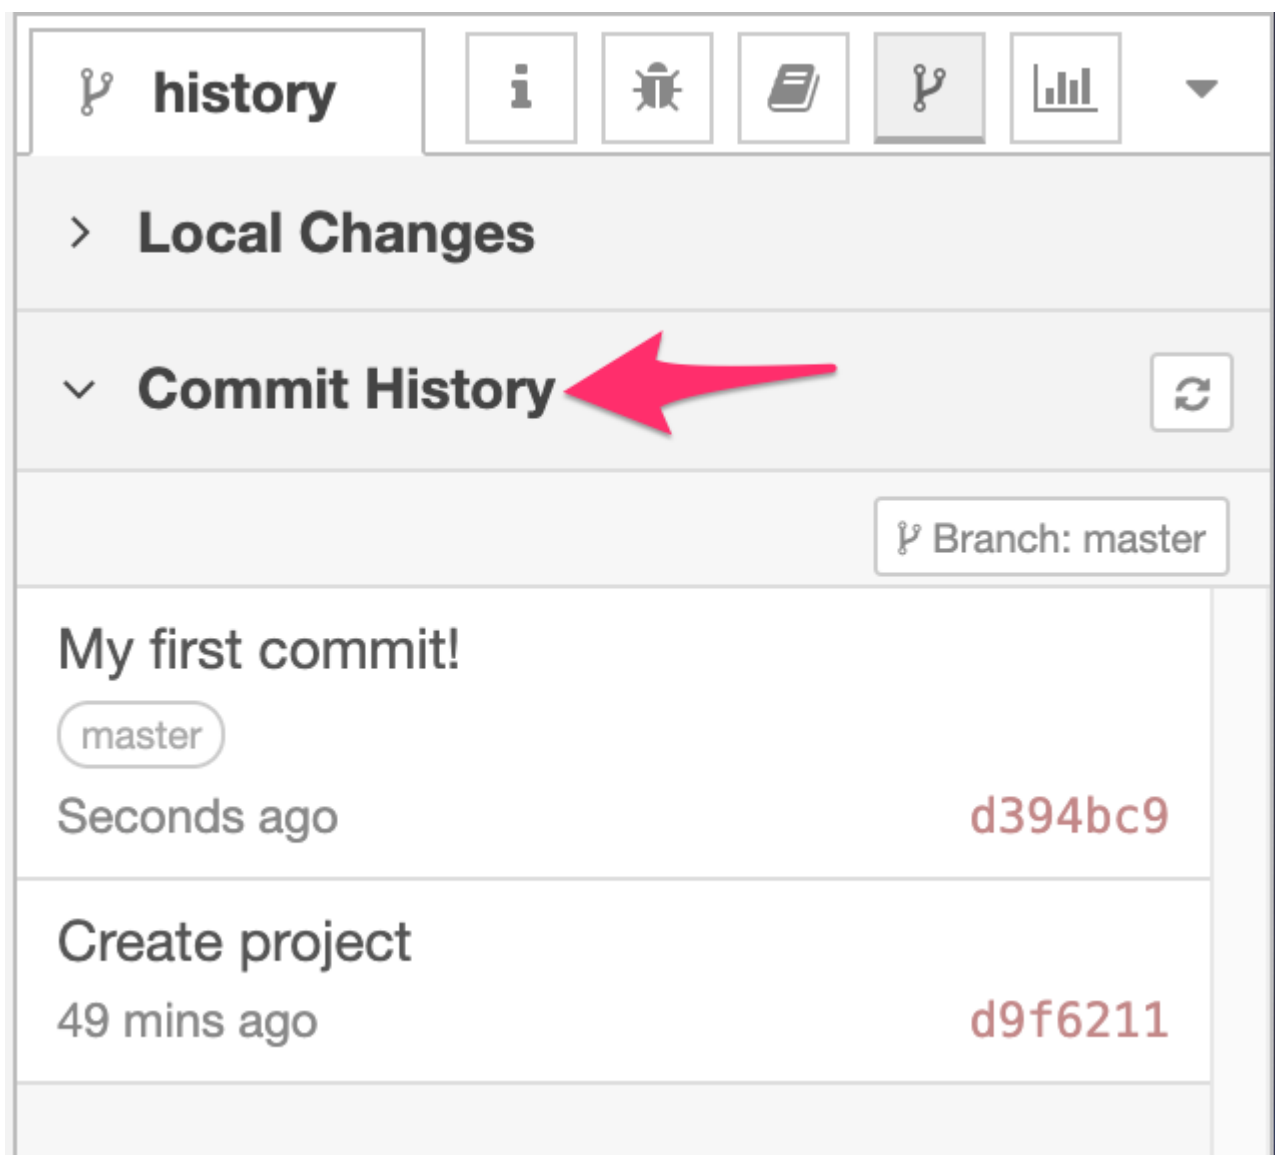 history
Local Changes
Commit History
Branch: master
My first commit!
master
Seconds ago d394bc9
Create project
49 mins ago d9f6211